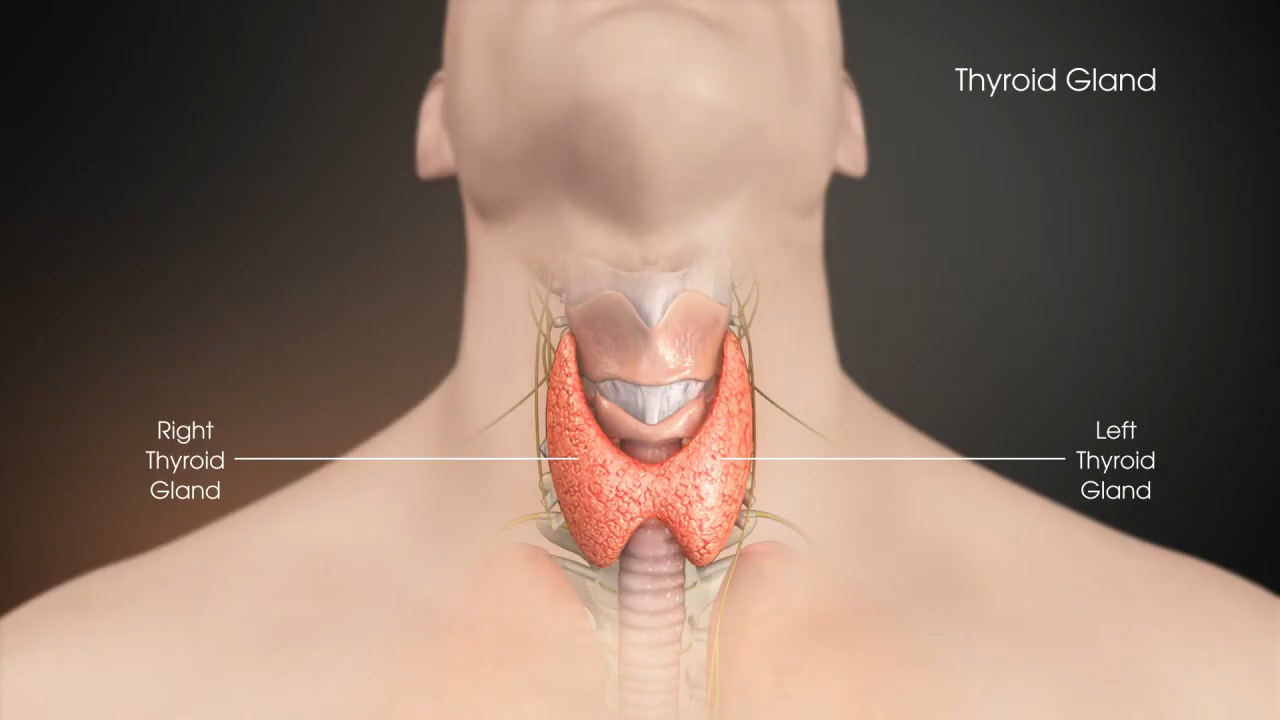 Thyroid Gland
Right
Thyroid
Gland
Left
Thyroid
Gland